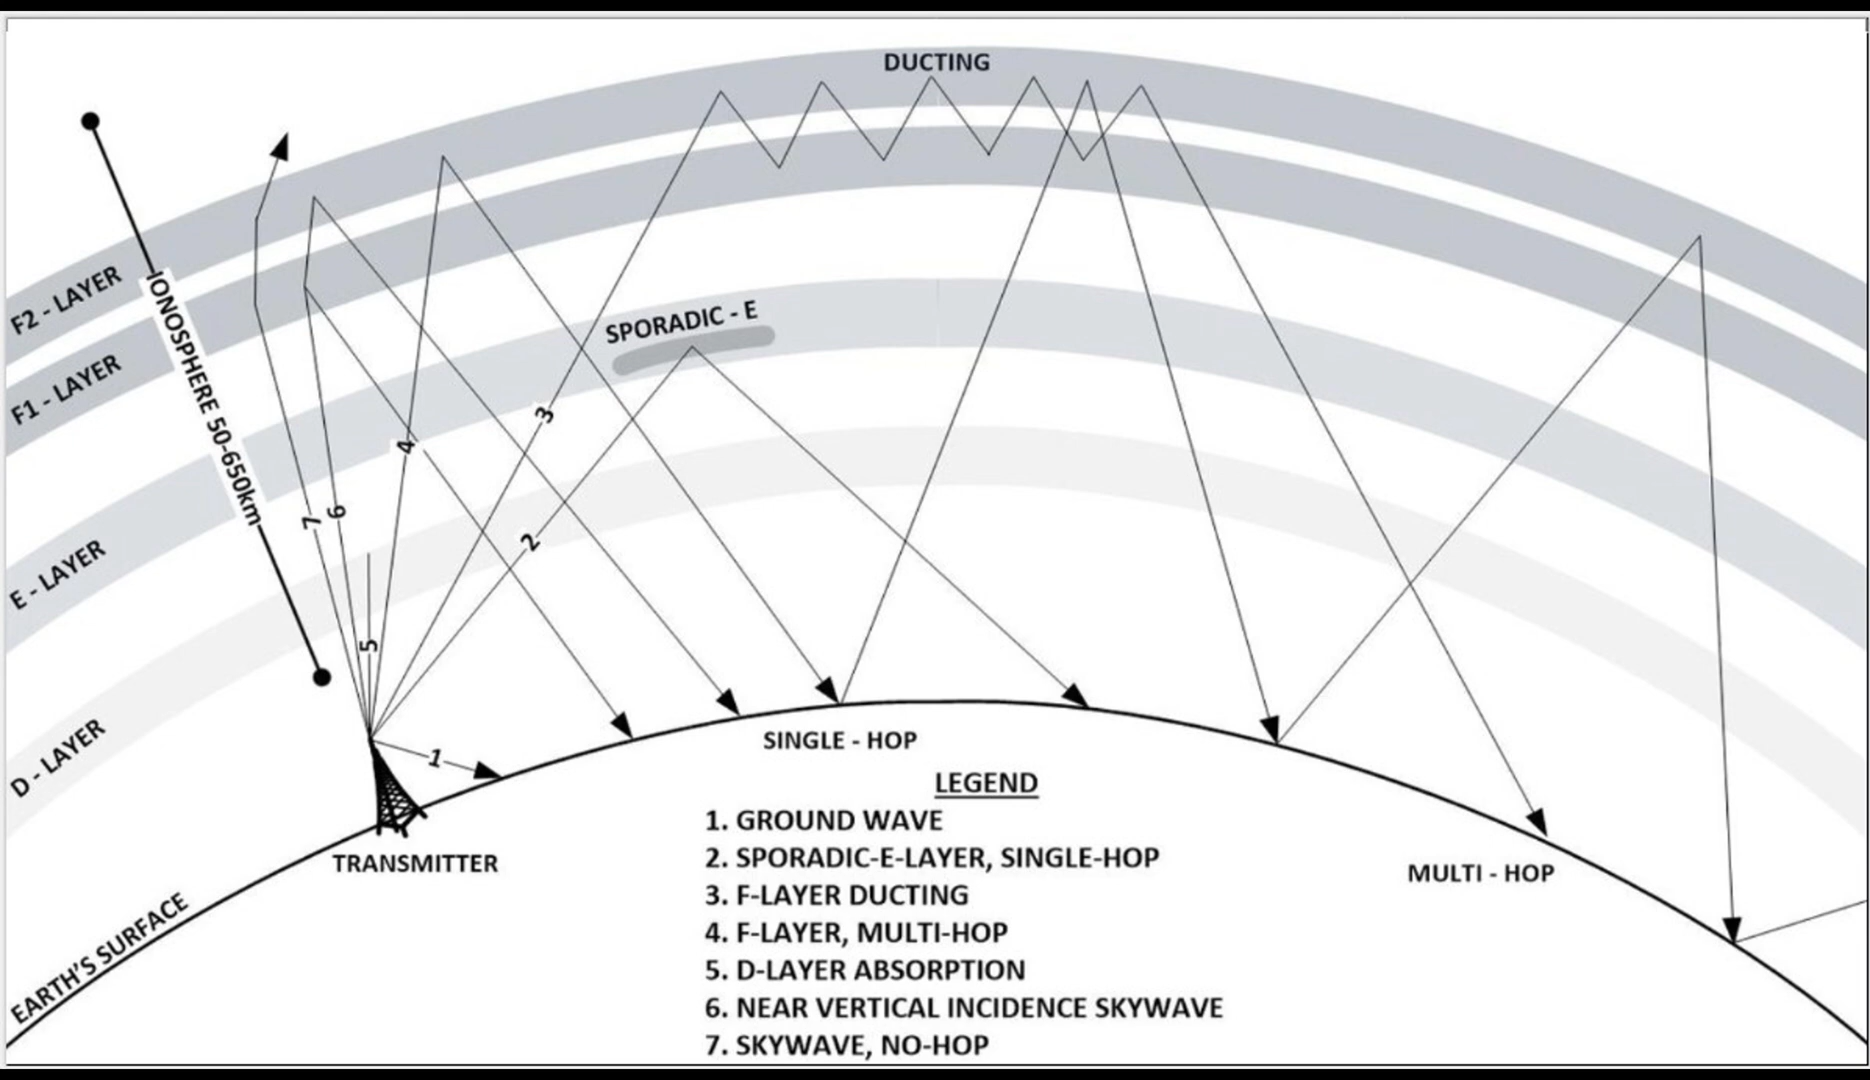 DUCTING
F2 - LAYER
IONOSPHERE 50-650km
F1 - LAYER
SPORADIC - E
E - LAYER
D - LAYER
7
6
5
4
3
2
1
TRANSMITTER
EARTH'S SURFACE
SINGLE - HOP
MULTI - HOP
LEGEND
1. GROUND WAVE
2. SPORADIC-E-LAYER, SINGLE-HOP
3. F-LAYER DUCTING
4. F-LAYER, MULTI-HOP
5. D-LAYER ABSORPTION
6. NEAR VERTICAL INCIDENCE SKYWAVE
7. SKYWAVE, NO-HOP